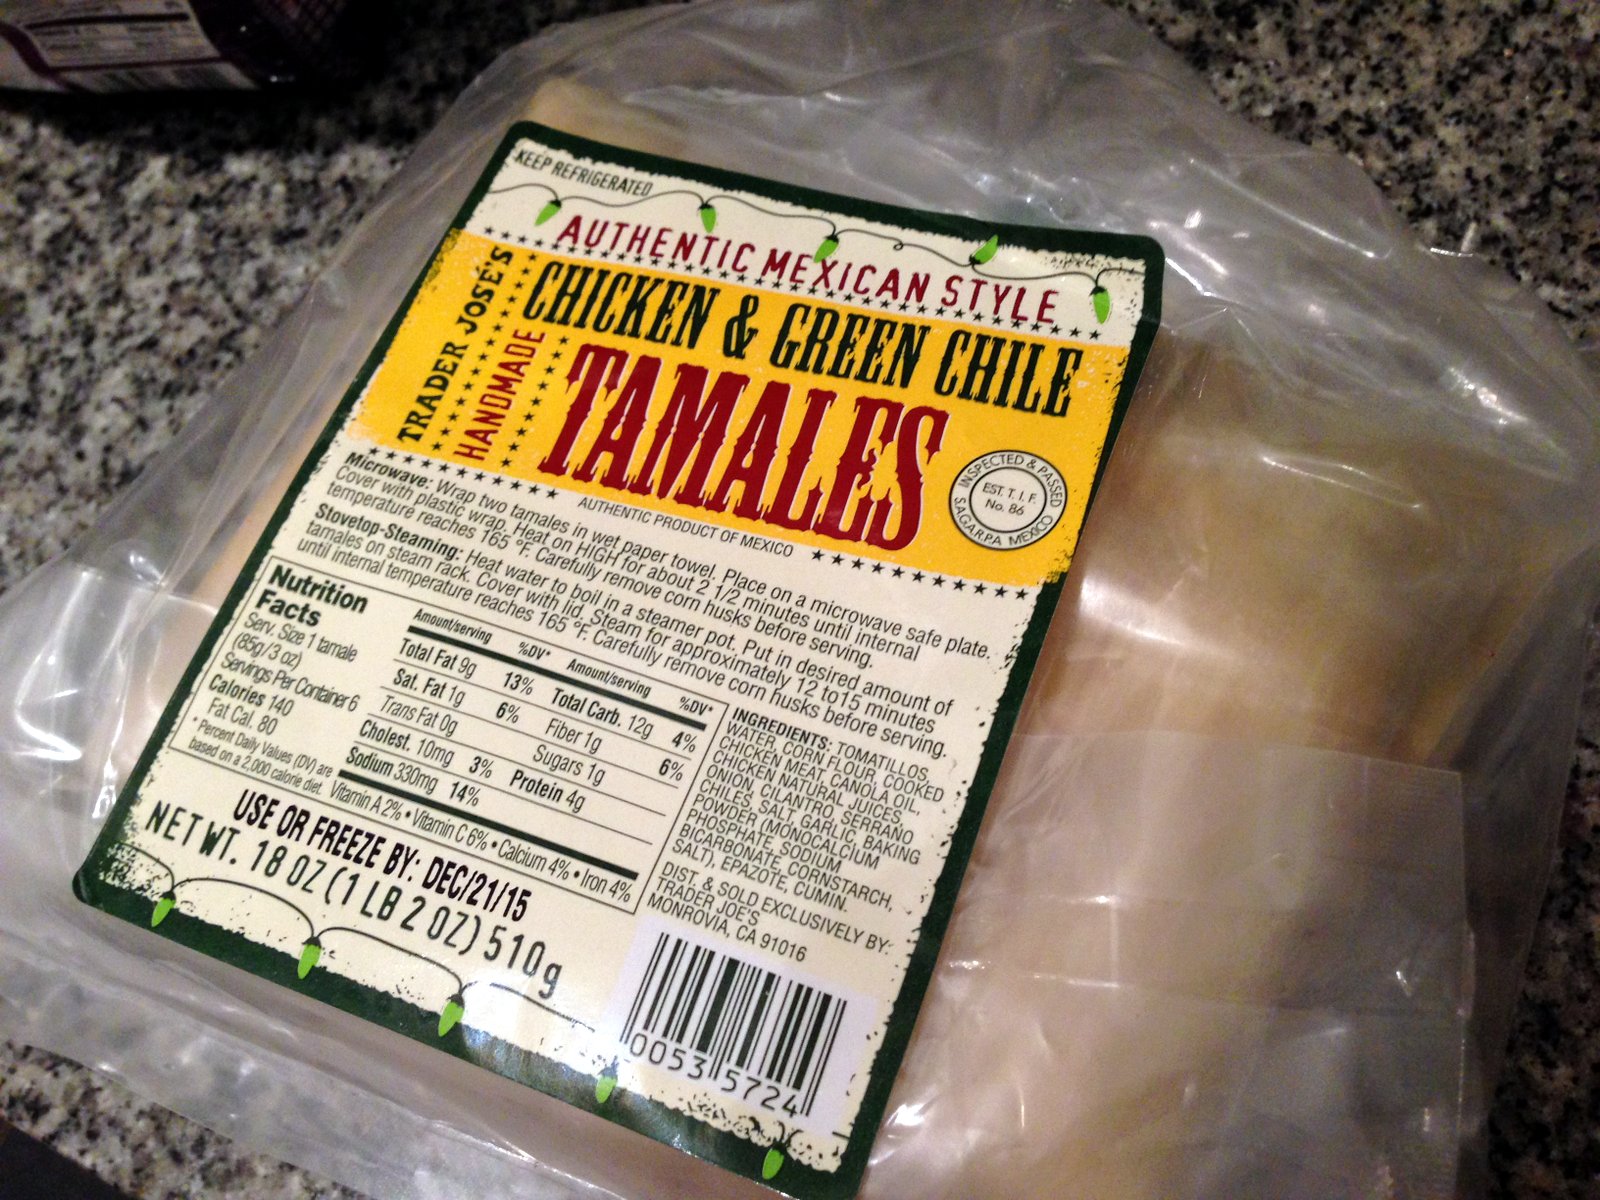 KEEP REFRIGERATED
AUTHENTIC MEXICAN STYLE
TRADER JOSÉ'S
HANDMADE
CHICKEN & GREEN CHILE
TAMALES
AUTHENTIC PRODUCT OF MEXICO
INSPECTED & PASSED
EST. T. I. F.
No. 86
S.A.G.A.R.P.A MEXICO
Microwave: Wrap two tamales in wet paper towel. Place on a microwave safe plate.
Cover with plastic wrap. Heat on HIGH for about 2 1/2 minutes until internal
temperature reaches 165 °F. Carefully remove corn husks before serving.
Stovetop-Steaming: Heat water to boil in a steamer pot. Put in desired amount of
tamales on steam rack. Cover with lid. Steam for approximately 12 to15 minutes
until internal temperature reaches 165 °F. Carefully remove corn husks before serving.
Nutrition
Facts
Serv. Size 1 tamale
(85g/3 oz)
Servings Per Container 6
Calories 140
Fat Cal. 80
* Percent Daily Values (DV) are
based on a 2,000 calorie diet.
Amount/serving %DV* Amount/serving %DV*
Total Fat 9g 13% Total Carb. 12g 4%
Sat. Fat 1g 6% Fiber 1g 6%
Trans Fat 0g Sugars 1g
Cholest. 10mg 3% Protein 4g
Sodium 330mg 14%
Vitamin A 2% • Vitamin C 6% • Calcium 4% • Iron 4%
INGREDIENTS: TOMATILLOS,
WATER, CORN FLOUR, COOKED
CHICKEN MEAT, CANOLA OIL,
CHICKEN NATURAL JUICES,
ONION, CILANTRO, SERRANO
CHILES, SALT, GARLIC, BAKING
POWDER (MONOCALCIUM
PHOSPHATE, SODIUM
BICARBONATE, CORNSTARCH,
SALT), EPAZOTE, CUMIN.
DIST. & SOLD EXCLUSIVELY BY:
TRADER JOE'S
MONROVIA, CA 91016
USE OR FREEZE BY: DEC/21/15
NET WT. 18 OZ (1 LB 2 OZ) 510g
0053 5724